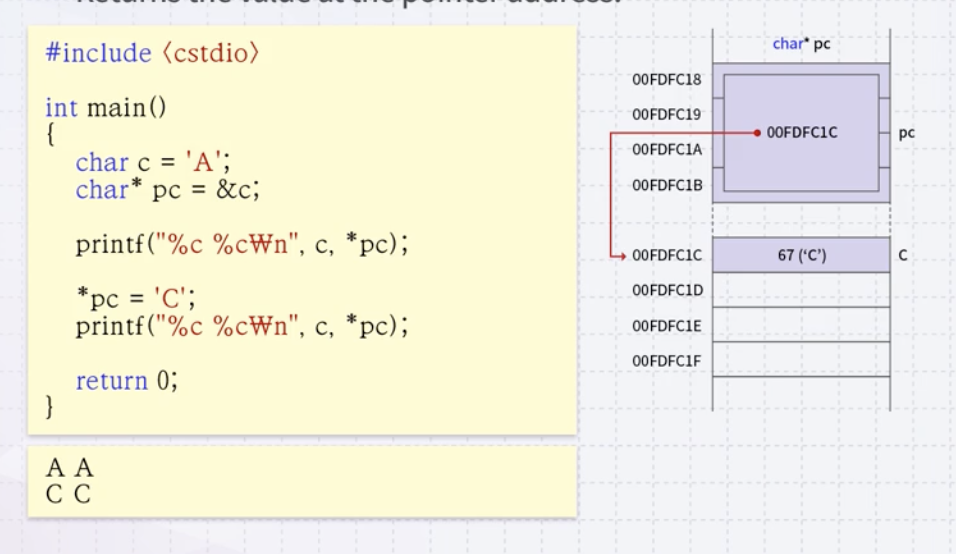 Returns the value at the pointer address.
#include <cstdio>
int main()
{
char c = 'A';
char* pc = &c;
printf("%c %c₩n", c, *pc);
*pc = 'C';
printf("%c %c₩n", c, *pc);
return 0;
}
A A
C C
char* pc
00FDFC18
00FDFC19
00FDFC1A
00FDFC1B
00FDFC1C
pc
00FDFC1C
67 ('C')
C
00FDFC1D
00FDFC1E
00FDFC1F